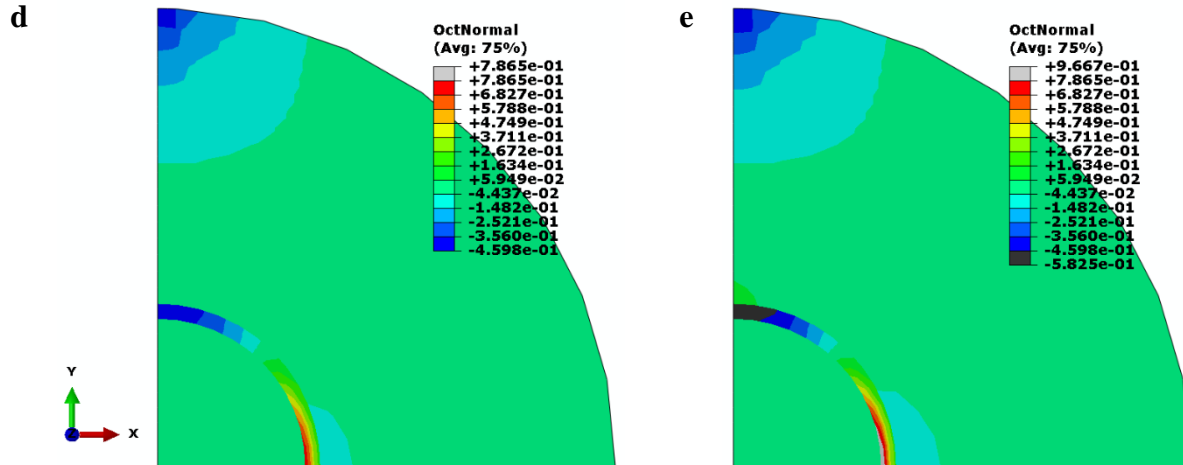 d
OctNormal
(Avg: 75%)
+7.865e-01
+7.865e-01
+6.827e-01
+5.788e-01
+4.749e-01
+3.711e-01
+2.672e-01
+1.634e-01
+5.949e-02
-4.437e-02
-1.482e-01
-2.521e-01
-3.560e-01
-4.598e-01
Y
Z
X
e
OctNormal
(Avg: 75%)
+9.667e-01
+7.865e-01
+6.827e-01
+5.788e-01
+4.749e-01
+3.711e-01
+2.672e-01
+1.634e-01
+5.949e-02
-4.437e-02
-1.482e-01
-2.521e-01
-3.560e-01
-4.598e-01
-5.825e-01